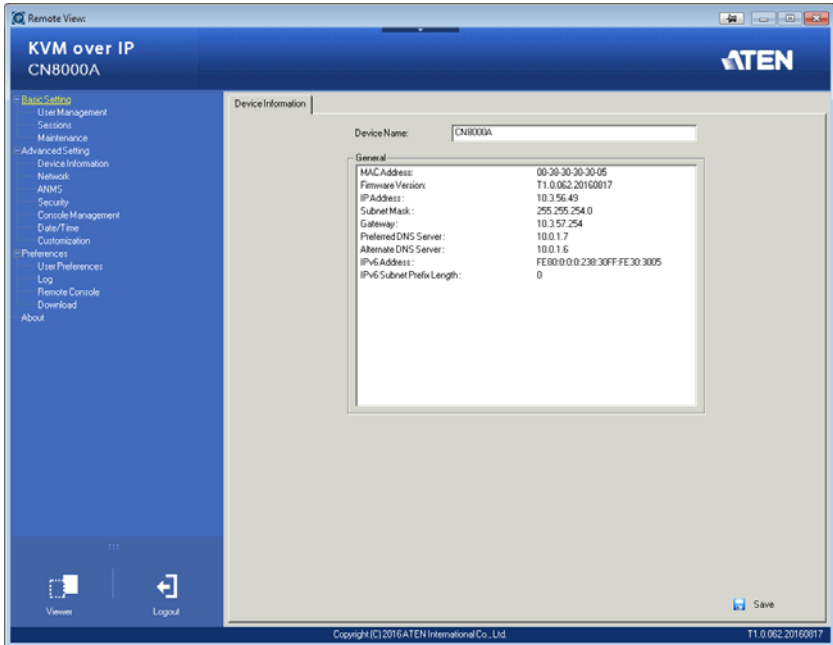 Remote View:
KVM over IP
CN8000A
ATEN
Basic Setting
User Management
Sessions
Maintenance
Advanced Setting
Device Information
Network
ANMS
Security
Console Management
Date/Time
Customization
Preferences
User Preferences
Log
Remote Console
Download
About
Viewer
Logout
Device Information
Device Name: CN8000A
General
MAC Address: 00-30-30-30-30-05
Firmware Version: T1.0.062.20160817
IP Address : 10.3.56.49
Subnet Mask : 255.255.254.0
Gateway : 10.3.57.254
Preferred DNS Server : 10.0.1.7
Alternate DNS Server : 10.0.1.6
IPv6 Address : FE80:0:0:0:238:30FF:FE30:3005
IPv6 Subnet Prefix Length : 0
Save
Copyright (C) 2016 ATEN International Co., Ltd.
T1.0.062.20160817